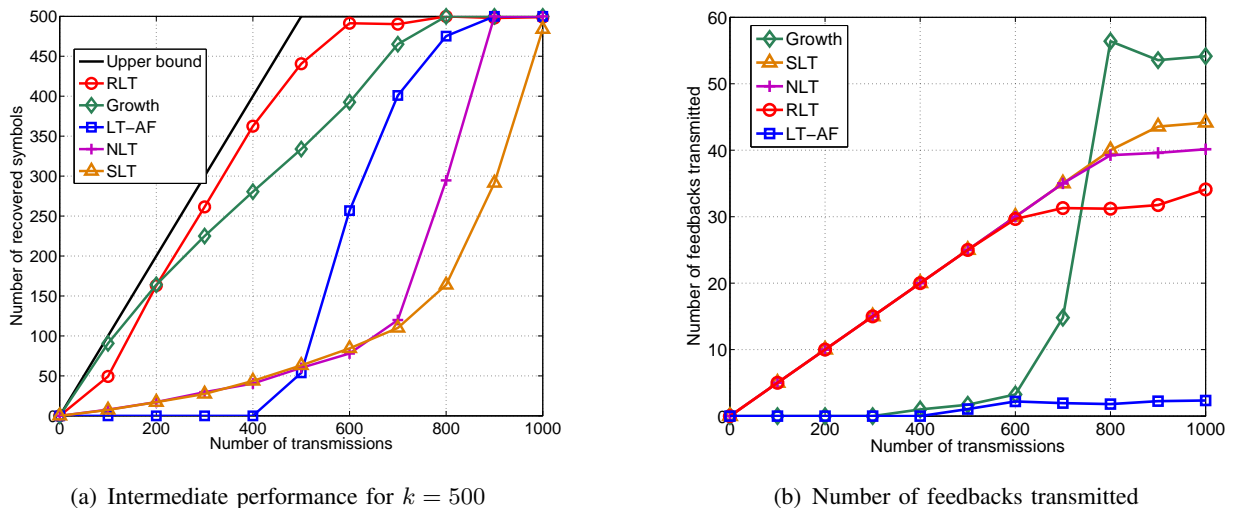 500
450
400
350
300
250
200
150
100
50
0
Number of recovered symbols
Upper bound
RLT
Growth
LT−AF
NLT
SLT
0
200
400
600
800
1000
Number of transmissions
(a) Intermediate performance for k = 500
60
50
40
30
20
10
0
Number of feedbacks transmitted
Growth
SLT
NLT
RLT
LT−AF
0
200
400
600
800
1000
Number of transmissions
(b) Number of feedbacks transmitted